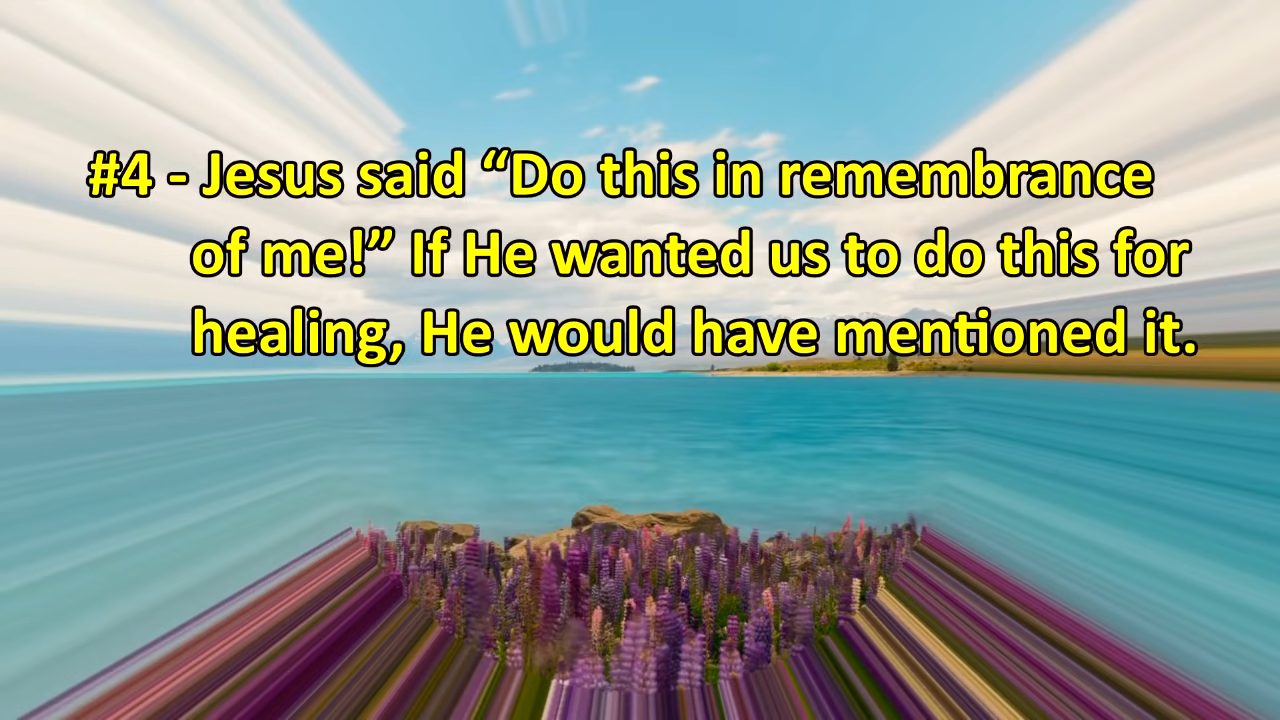 #4 - Jesus said “Do this in remembrance
of me!” If He wanted us to do this for
healing, He would have mentioned it.